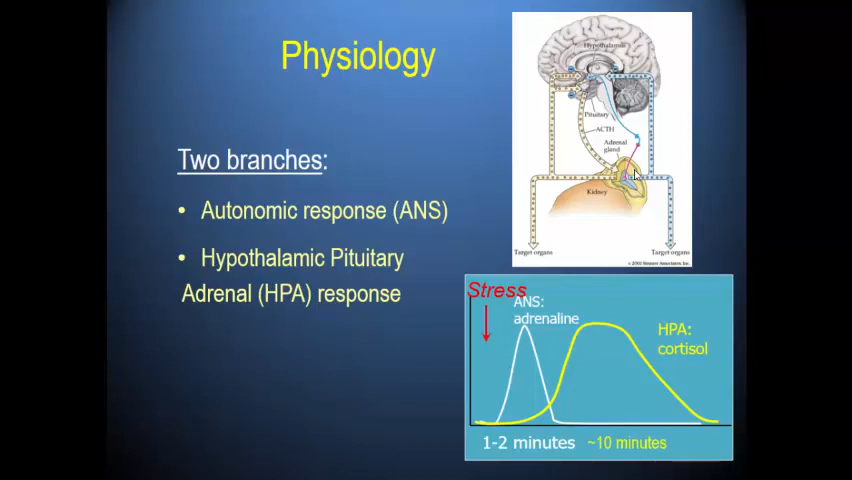 Physiology
Two branches:
• Autonomic response (ANS)
• Hypothalamic Pituitary
Adrenal (HPA) response
Hypothalamus
Pituitary
ACTH
Adrenal
gland
Kidney
Target organs
Target organs
Stress
ANS:
adrenaline
HPA:
cortisol
1-2 minutes
~10 minutes